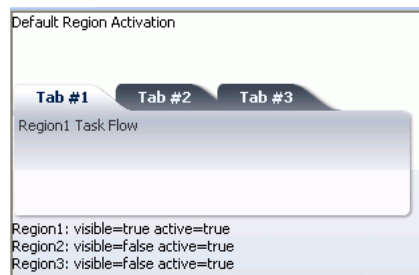 Default Region Activation
Tab #1 Tab #2 Tab #3
Region1 Task Flow
Region1: visible=true active=true
Region2: visible=false active=true
Region3: visible=false active=true